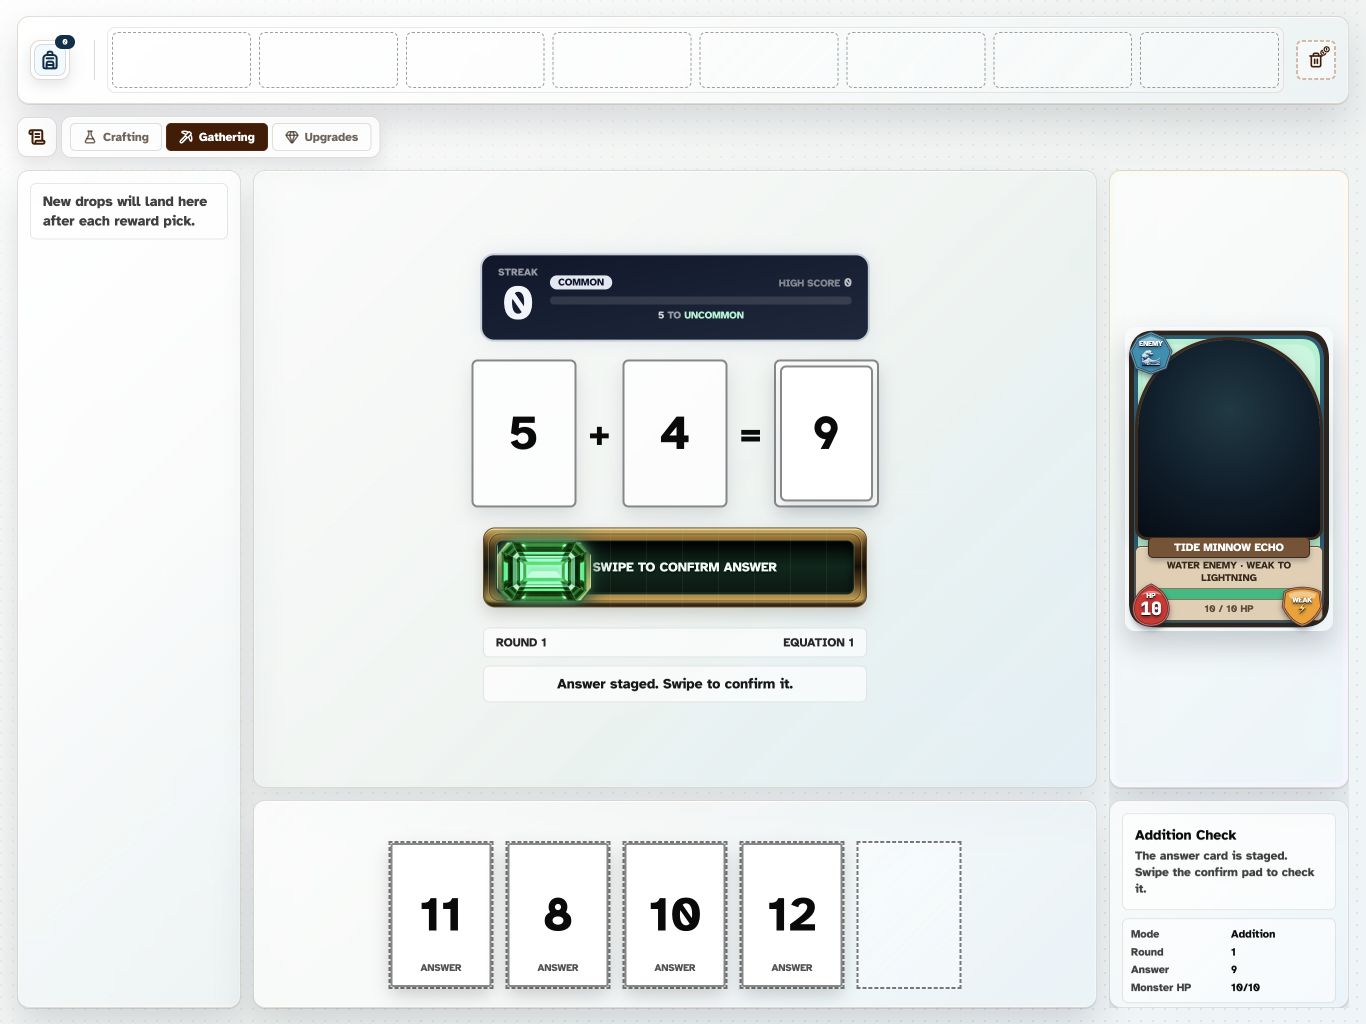 0
0
Crafting
Gathering
Upgrades
New drops will land here
after each reward pick.
STREAK
0
COMMON
HIGH SCORE 0
5 TO UNCOMMON
5 + 4 = 9
SWIPE TO CONFIRM ANSWER
ROUND 1
EQUATION 1
Answer staged. Swipe to confirm it.
11
ANSWER
8
ANSWER
10
ANSWER
12
ANSWER
ENEMY
TIDE MINNOW ECHO
WATER ENEMY · WEAK TO
LIGHTNING
HP
10
10 / 10 HP
WEAK
Addition Check
The answer card is staged.
Swipe the confirm pad to check
it.
Mode Addition
Round 1
Answer 9
Monster HP 10/10